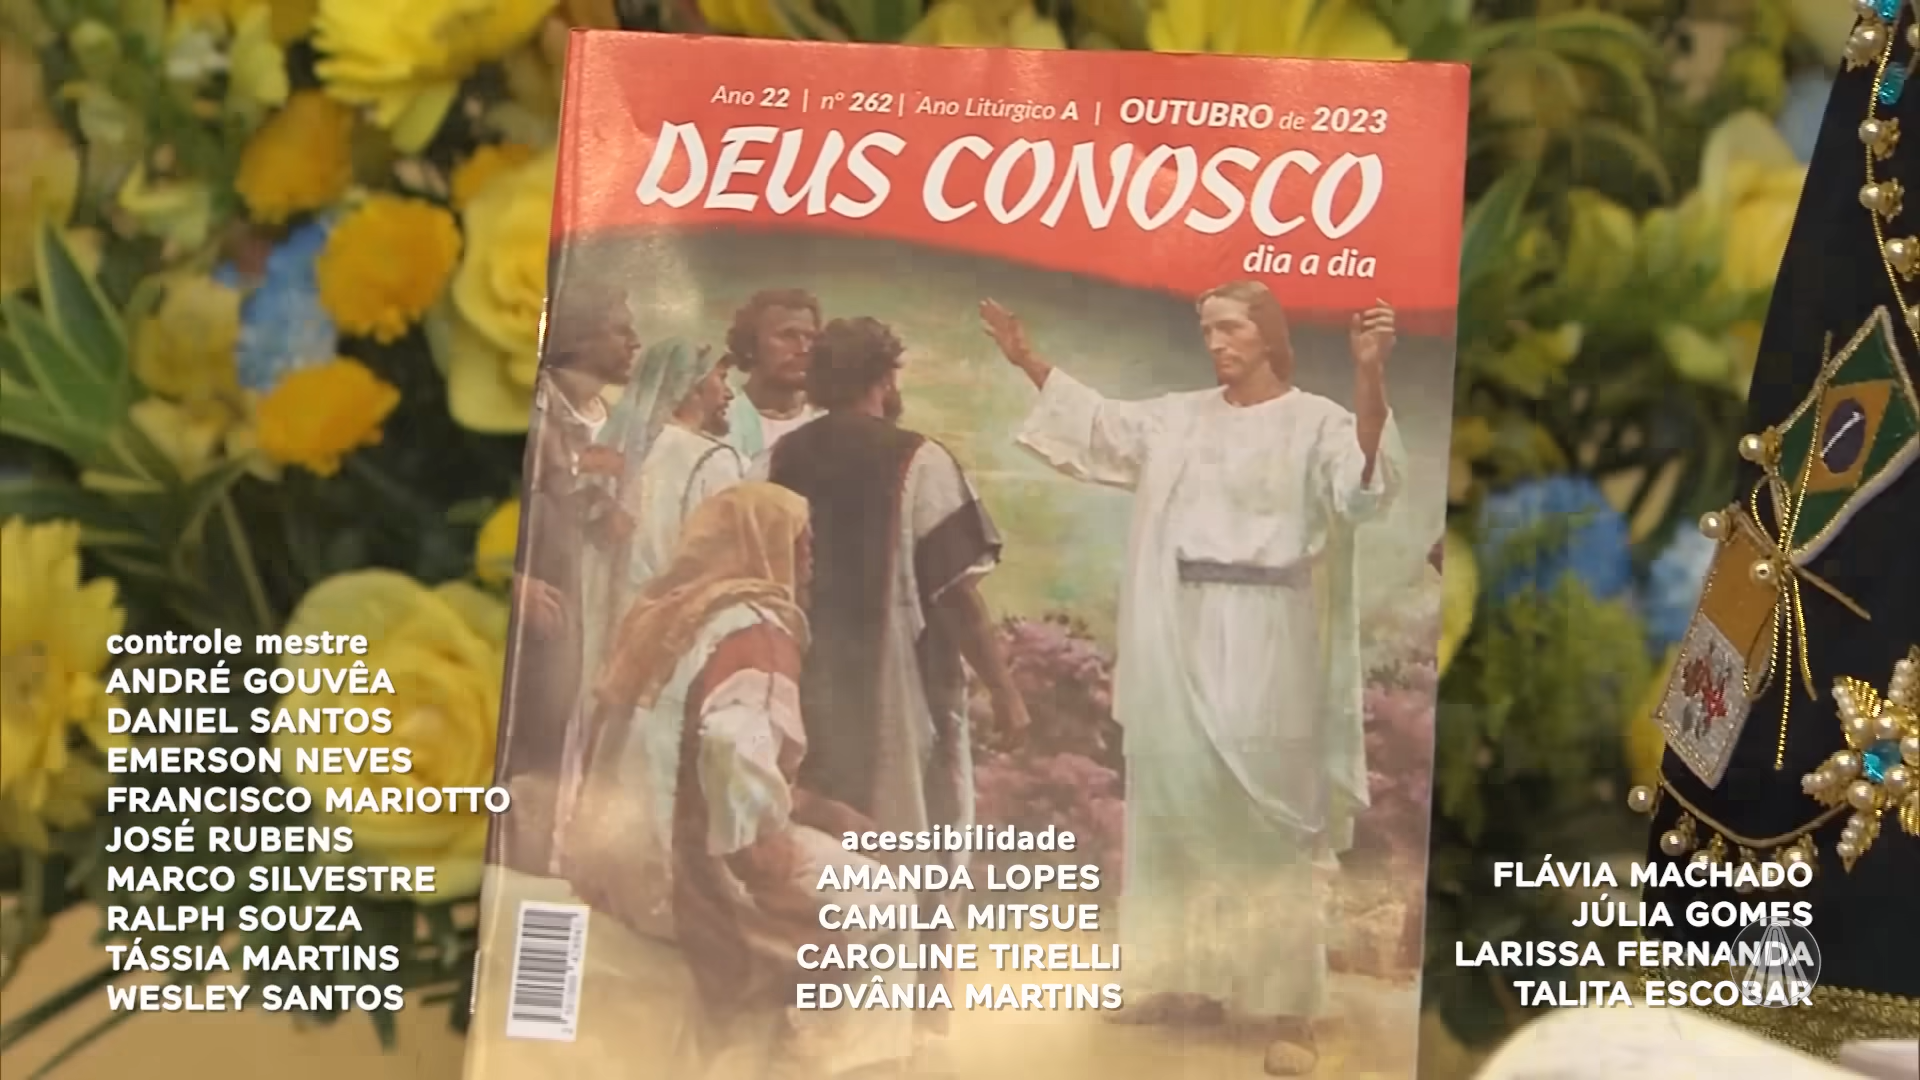 Ano 22 | nº 262 | Ano Litúrgico A | OUTUBRO de 2023
DEUS CONOSCO
dia a dia
controle mestre
ANDRÉ GOUVÊA
DANIEL SANTOS
EMERSON NEVES
FRANCISCO MARIOTTO
JOSÉ RUBENS
MARCO SILVESTRE
RALPH SOUZA
TÁSSIA MARTINS
WESLEY SANTOS
acessibilidade
AMANDA LOPES
CAMILA MITSUE
CAROLINE TIRELLI
EDVÂNIA MARTINS
FLÁVIA MACHADO
JÚLIA GOMES
LARISSA FERNANDA
TALITA ESCOBAR